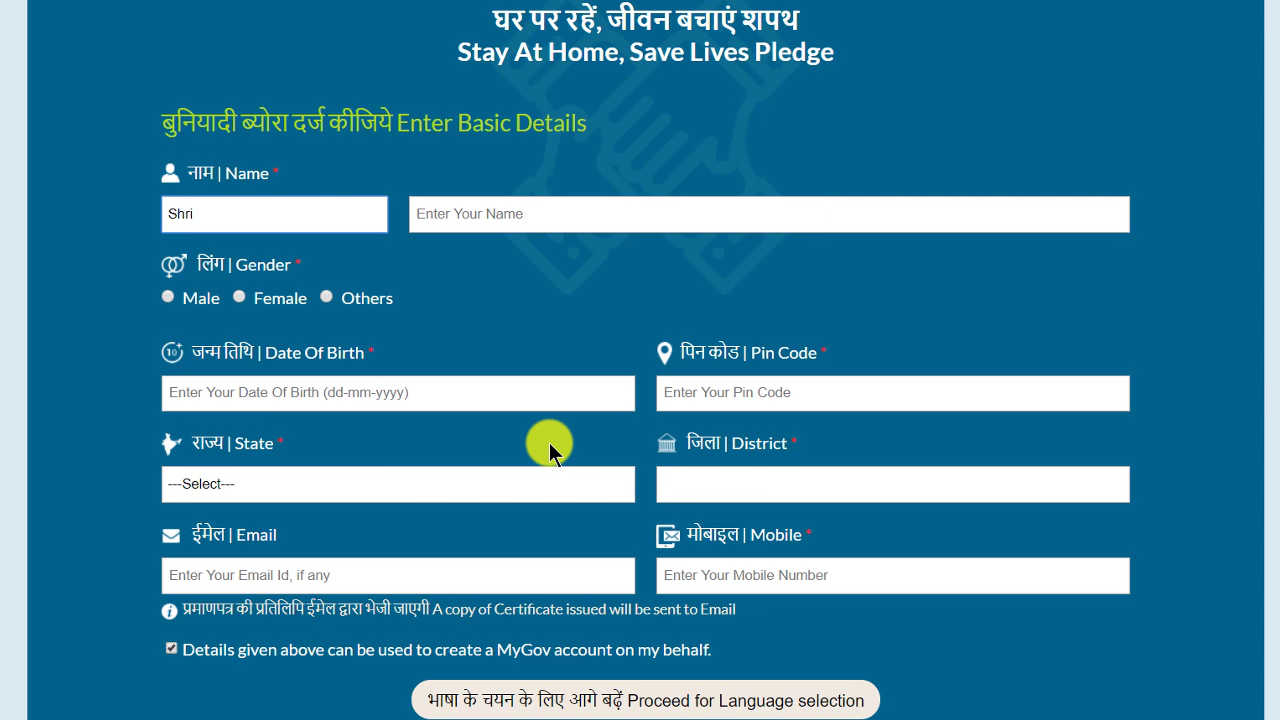 घर पर रहें, जीवन बचाएं शपथ
Stay At Home, Save Lives Pledge
बुनियादी ब्योरा दर्ज कीजिये Enter Basic Details
नाम | Name *
Shri
Enter Your Name
लिंग | Gender *
Male Female Others
जन्म तिथि | Date Of Birth *
पिन कोड | Pin Code *
Enter Your Date Of Birth (dd-mm-yyyy)
Enter Your Pin Code
राज्य | State *
जिला | District *
---Select---
ईमेल | Email
मोबाइल | Mobile *
Enter Your Email Id, if any
Enter Your Mobile Number
प्रमाणपत्र की प्रतिलिपि ईमेल द्वारा भेजी जाएगी A copy of Certificate issued will be sent to Email
Details given above can be used to create a MyGov account on my behalf.
भाषा के चयन के लिए आगे बढ़ें Proceed for Language selection